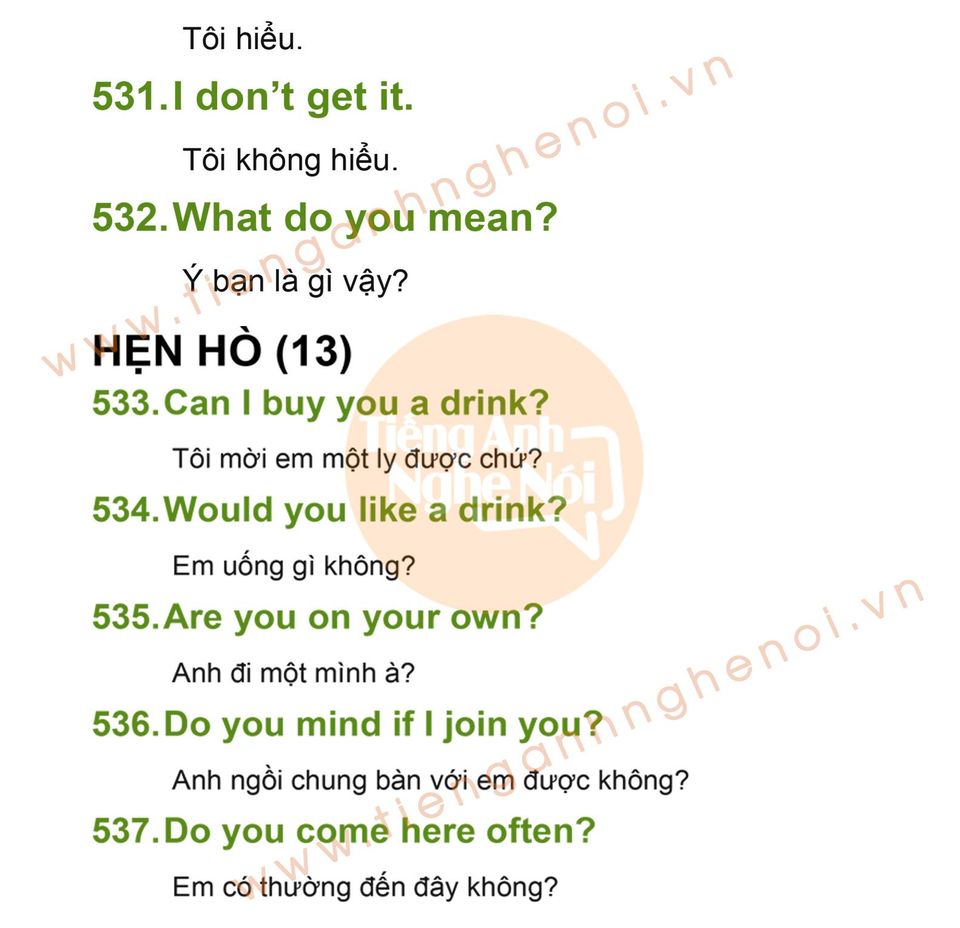 Tôi hiểu.
531. I don’t get it.
Tôi không hiểu.
532. What do you mean?
Ý bạn là gì vậy?
HẸN HÒ (13)
533. Can I buy you a drink?
Tôi mời em một ly được chứ?
534. Would you like a drink?
Em uống gì không?
535. Are you on your own?
Anh đi một mình à?
536. Do you mind if I join you?
Anh ngồi chung bàn với em được không?
537. Do you come here often?
Em có thường đến đây không?
www.tienganhnghenoi.vn
Tiếng Anh
Nghe Nói
www.tienganhnghenoi.vn